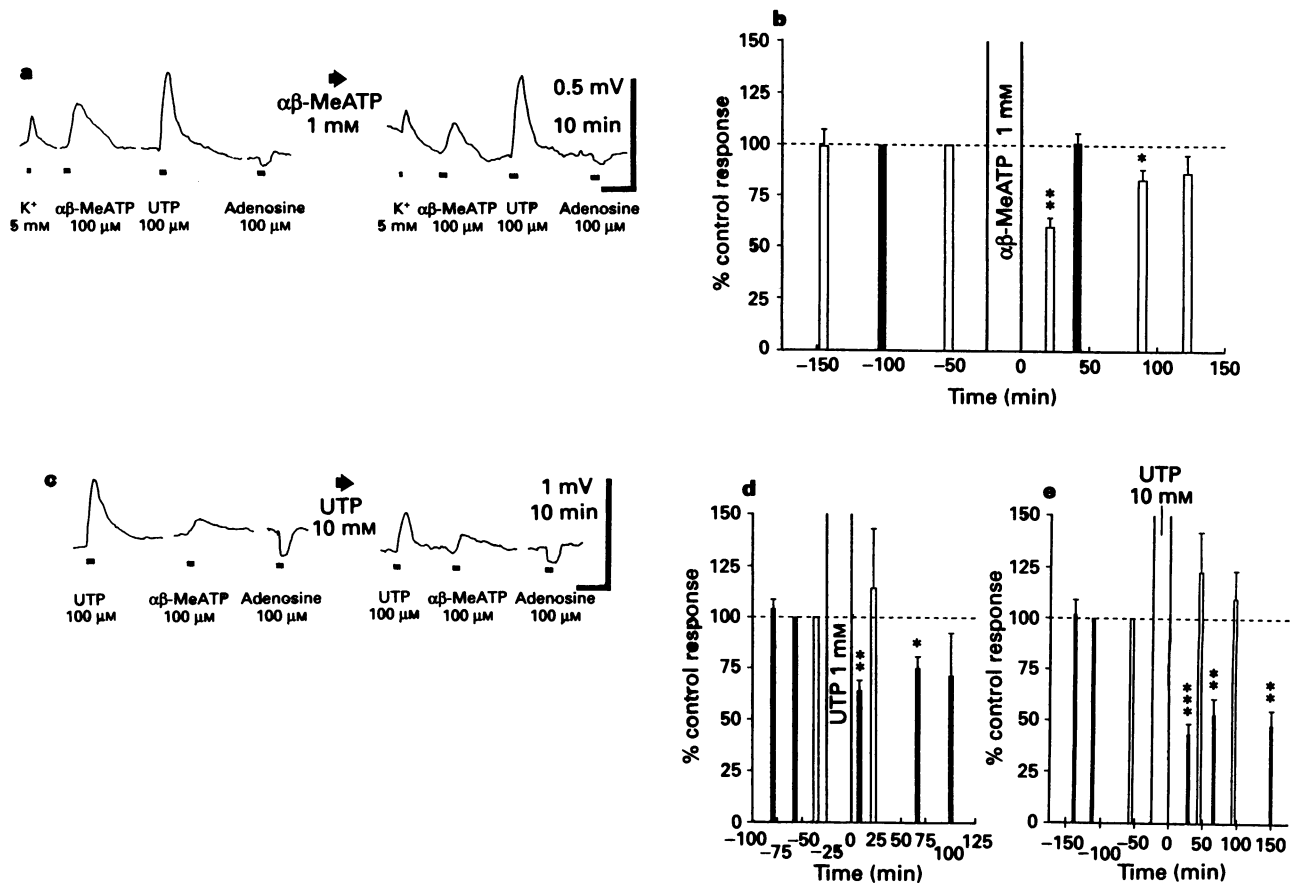 a
αβ-MeATP
1 mM
0.5 mV
10 min
K⁺ αβ-MeATP UTP Adenosine
5 mM 100 μM 100 μM 100 μM
K⁺ αβ-MeATP UTP Adenosine
5 mM 100 μM 100 μM 100 μM
b
% control response
150
125
100
75
50
25
0
αβ-MeATP 1 mM
*
**
−150 −100 −50 0 50 100 150
Time (min)
c
UTP
10 mM
1 mV
10 min
UTP αβ-MeATP Adenosine
100 μM 100 μM 100 μM
UTP αβ-MeATP Adenosine
100 μM 100 μM 100 μM
d
% control response
150
125
100
75
50
25
0
UTP 1 mM
**
*
−100 −75 −50 −25 0 25 50 75 100 125
Time (min)
e
UTP
10 mM
% control response
150
125
100
75
50
25
0
***
**
**
−150 −100 −50 0 50 100 150
Time (min)